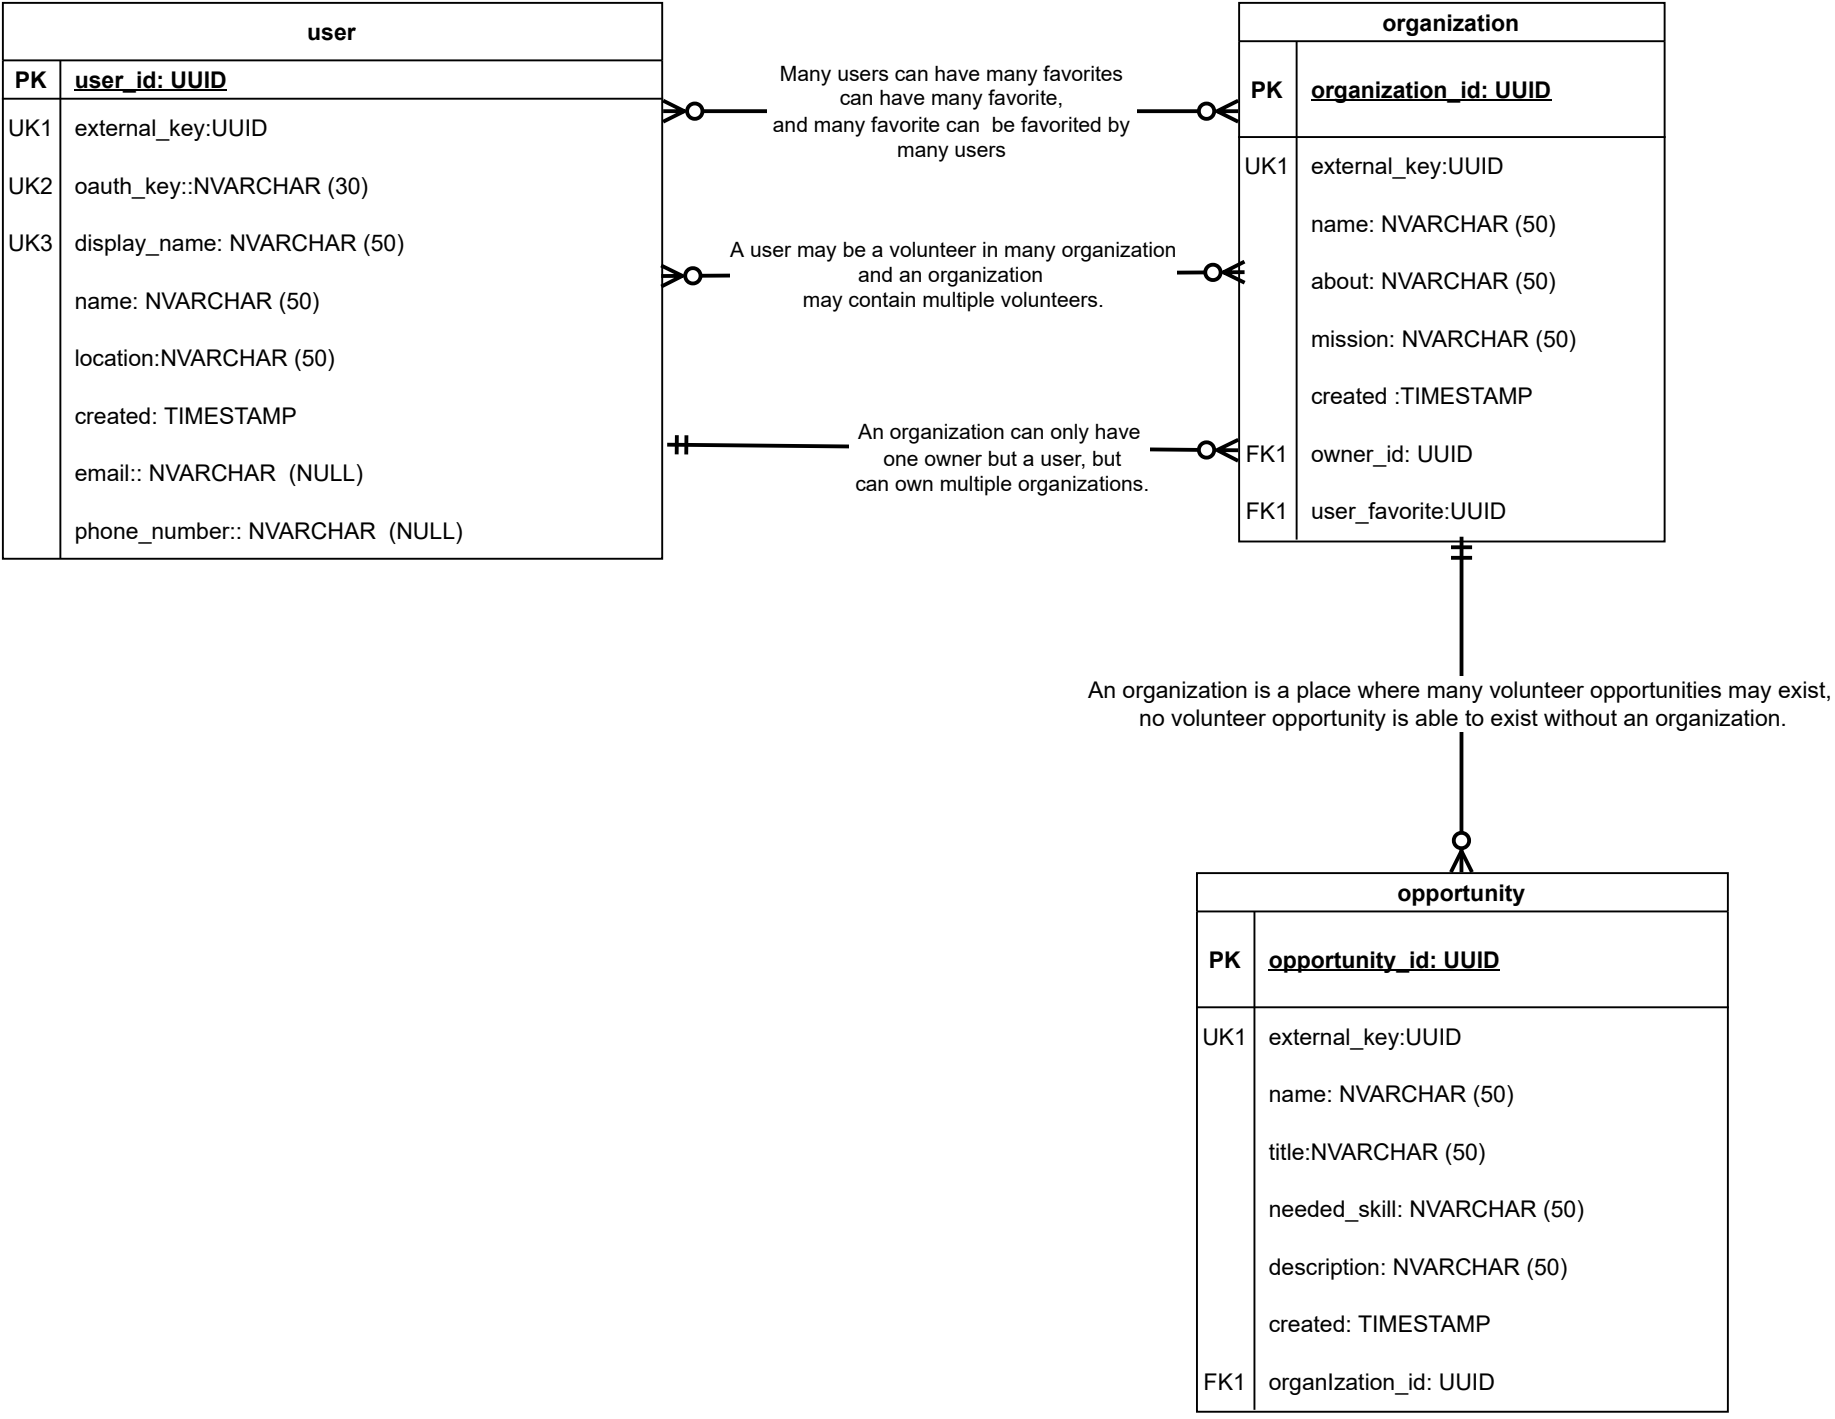 user
PK user_id: UUID
UK1 external_key:UUID
UK2 oauth_key::NVARCHAR (30)
UK3 display_name: NVARCHAR (50)
name: NVARCHAR (50)
location:NVARCHAR (50)
created: TIMESTAMP
email:: NVARCHAR (NULL)
phone_number:: NVARCHAR (NULL)
Many users can have many favorites
can have many favorite,
and many favorite can be favorited by
many users
A user may be a volunteer in many organization
and an organization
may contain multiple volunteers.
An organization can only have
one owner but a user, but
can own multiple organizations.
organization
PK organization_id: UUID
UK1 external_key:UUID
name: NVARCHAR (50)
about: NVARCHAR (50)
mission: NVARCHAR (50)
created :TIMESTAMP
FK1 owner_id: UUID
FK1 user_favorite:UUID
An organization is a place where many volunteer opportunities may exist,
no volunteer opportunity is able to exist without an organization.
opportunity
PK opportunity_id: UUID
UK1 external_key:UUID
name: NVARCHAR (50)
title:NVARCHAR (50)
needed_skill: NVARCHAR (50)
description: NVARCHAR (50)
created: TIMESTAMP
FK1 organIzation_id: UUID